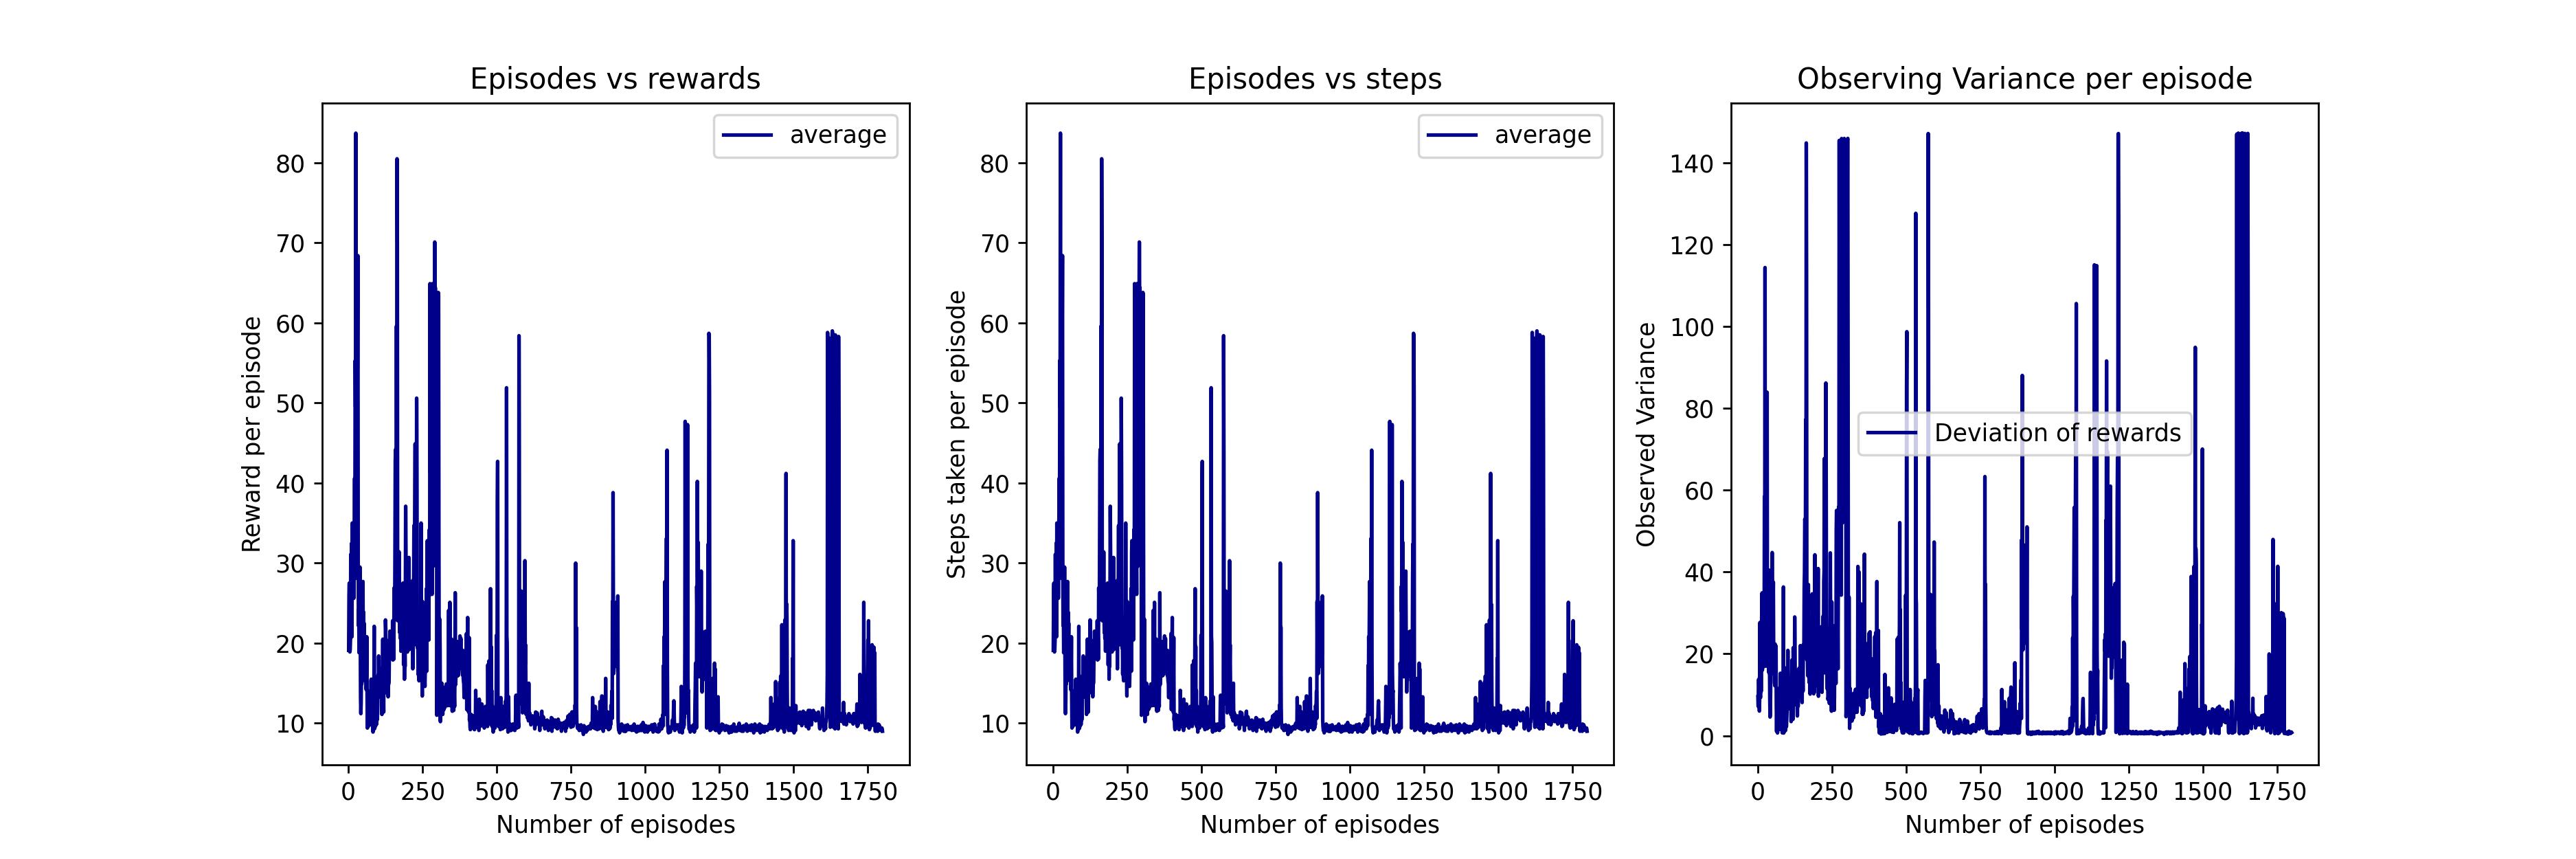 Episodes vs rewards
average
Reward per episode
80
70
60
50
40
30
20
10
0 250 500 750 1000 1250 1500 1750
Number of episodes
Episodes vs steps
average
Steps taken per episode
80
70
60
50
40
30
20
10
0 250 500 750 1000 1250 1500 1750
Number of episodes
Observing Variance per episode
Deviation of rewards
Observed Variance
140
120
100
80
60
40
20
0
0 250 500 750 1000 1250 1500 1750
Number of episodes